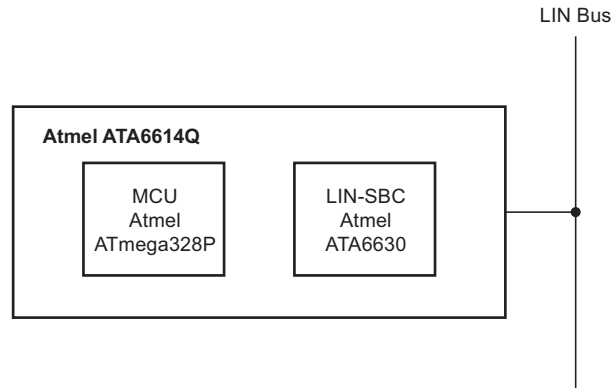 LIN Bus
Atmel ATA6614Q
MCU
Atmel
ATmega328P
LIN-SBC
Atmel
ATA6630